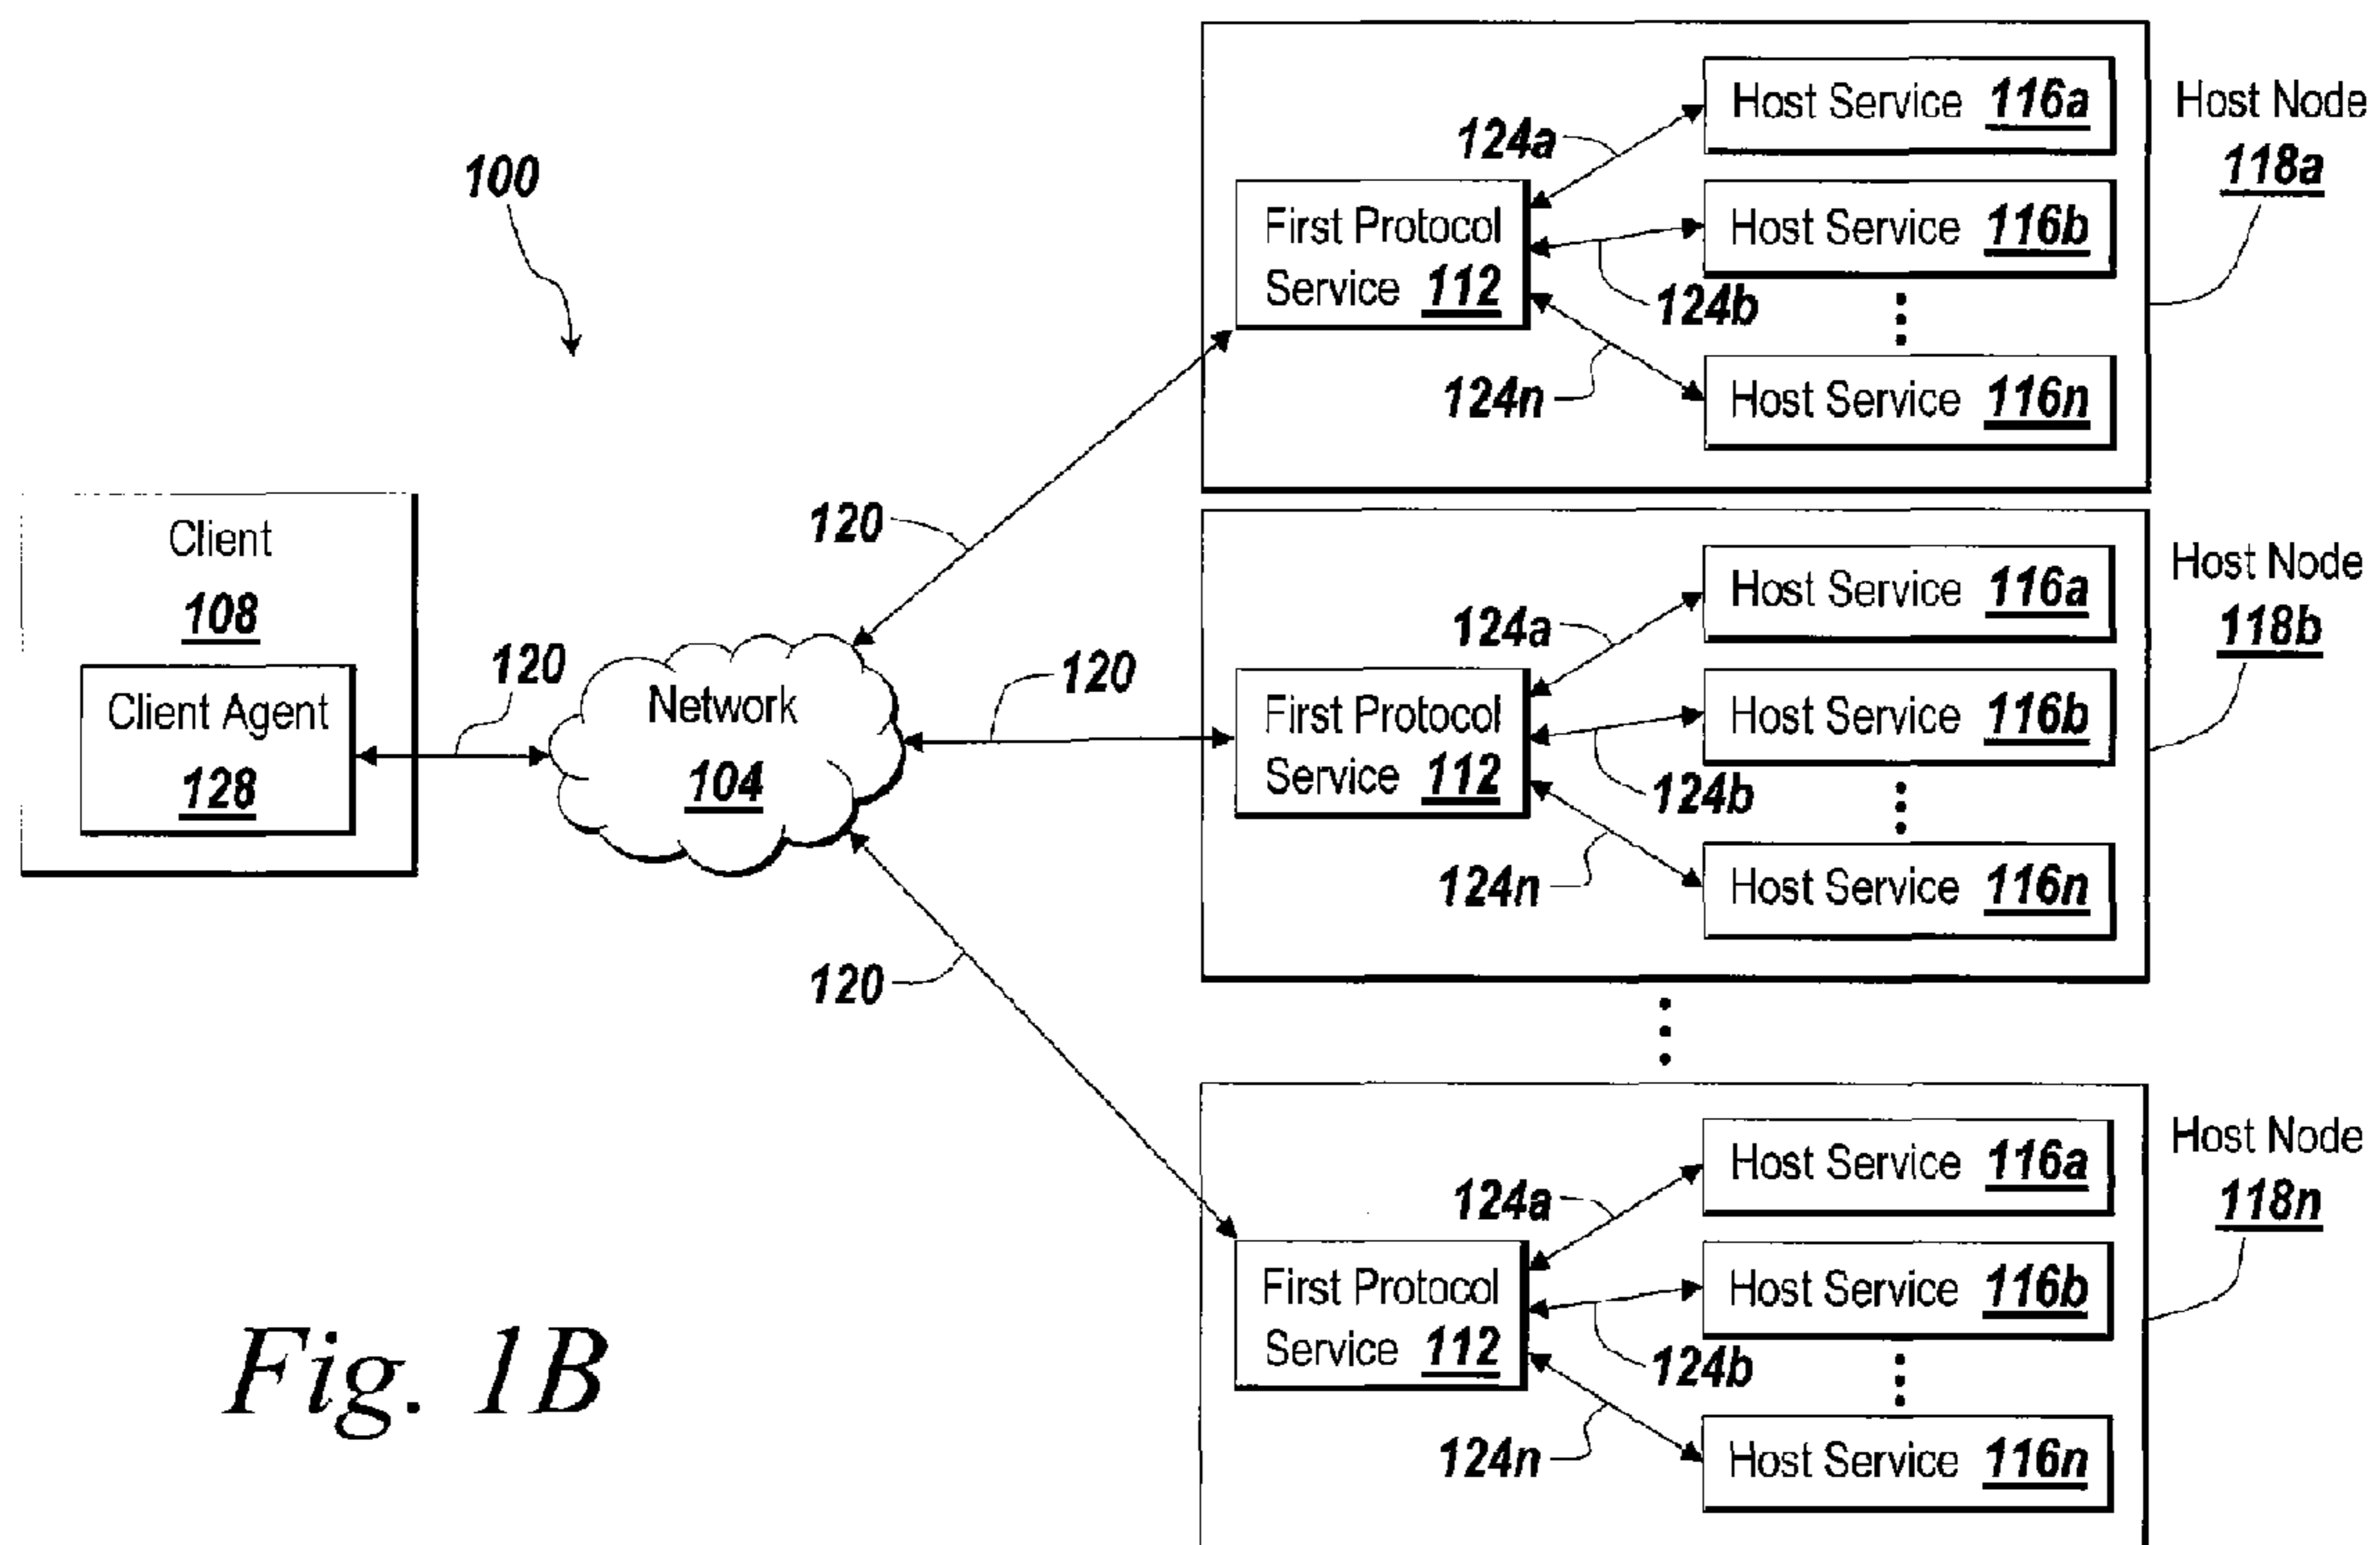 100
Client
108
Client Agent
128
120
Network
104
120
120
120
First Protocol
Service 112
124a
124b
124n
Host Service 116a
Host Service 116b
Host Service 116n
Host Node
118a
First Protocol
Service 112
124a
124b
124n
Host Service 116a
Host Service 116b
Host Service 116n
Host Node
118b
First Protocol
Service 112
124a
124b
124n
Host Service 116a
Host Service 116b
Host Service 116n
Host Node
118n
Fig. 1B